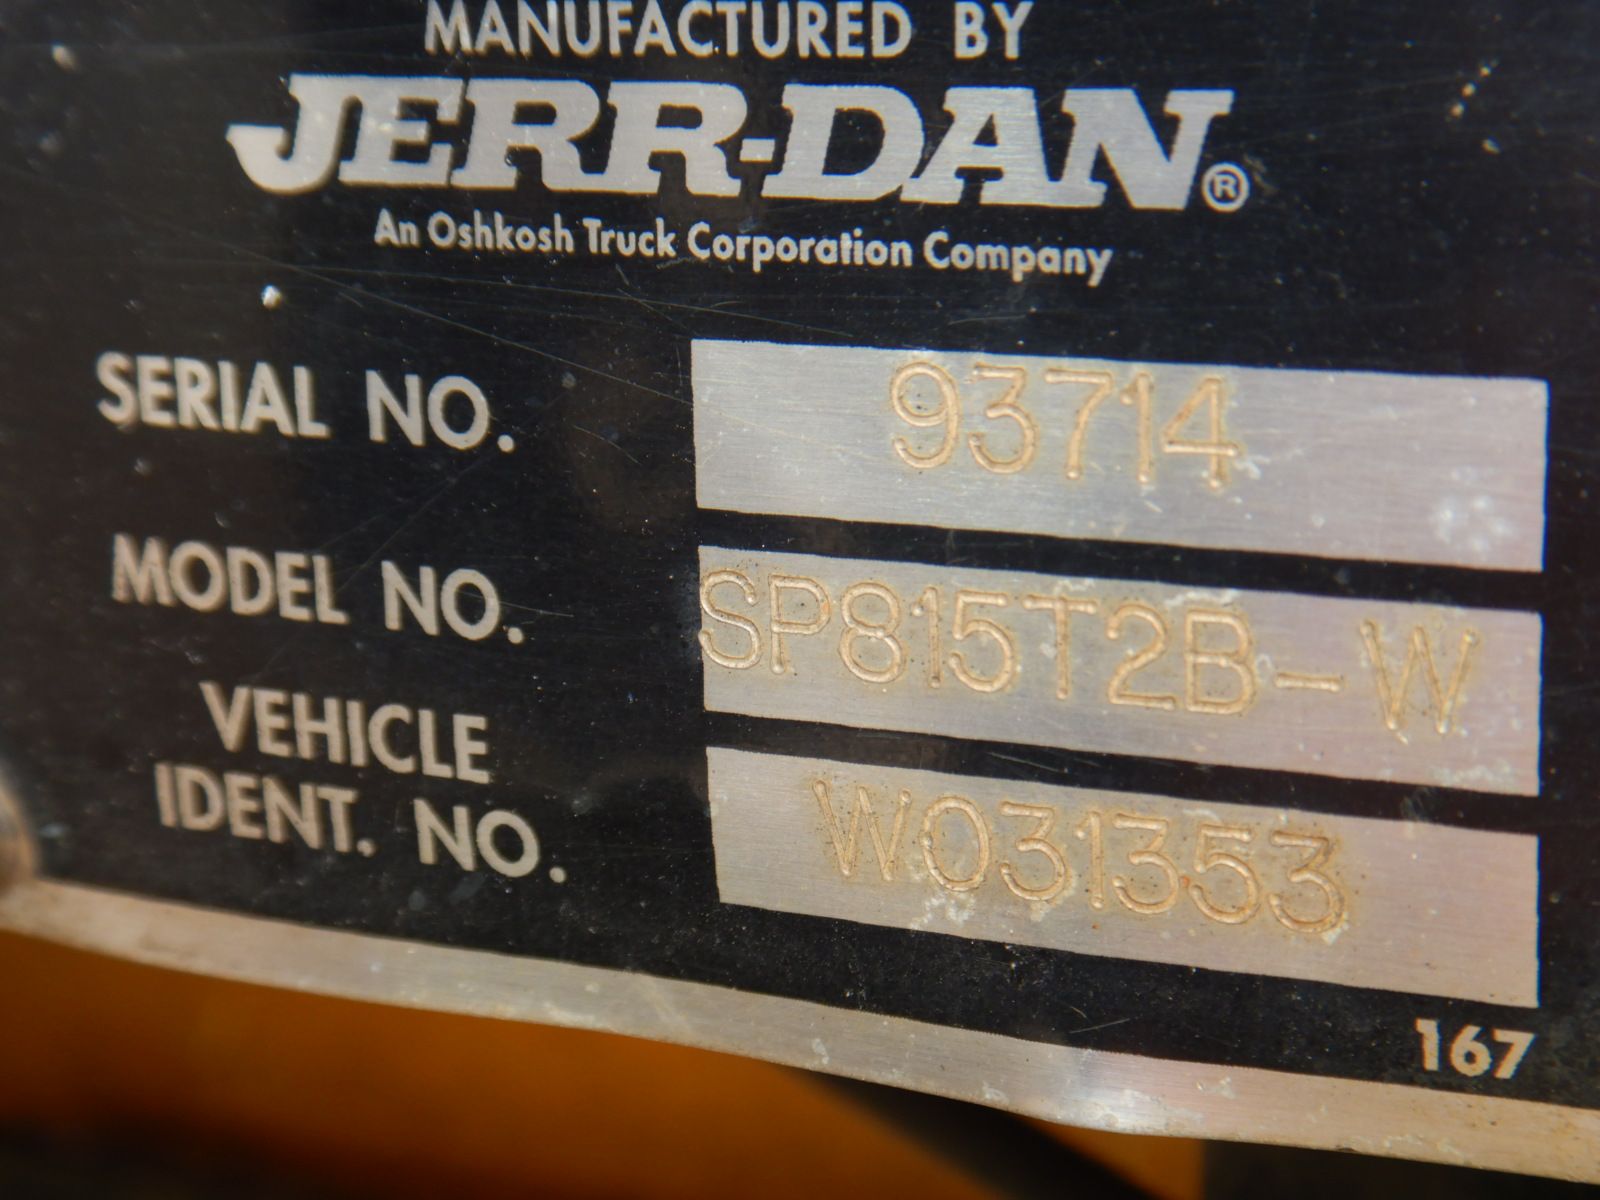 MANUFACTURED BY
JERR-DAN®
An Oshkosh Truck Corporation Company
SERIAL NO. 93714
MODEL NO. SP815T2B-W
VEHICLE
IDENT. NO. W031353
167